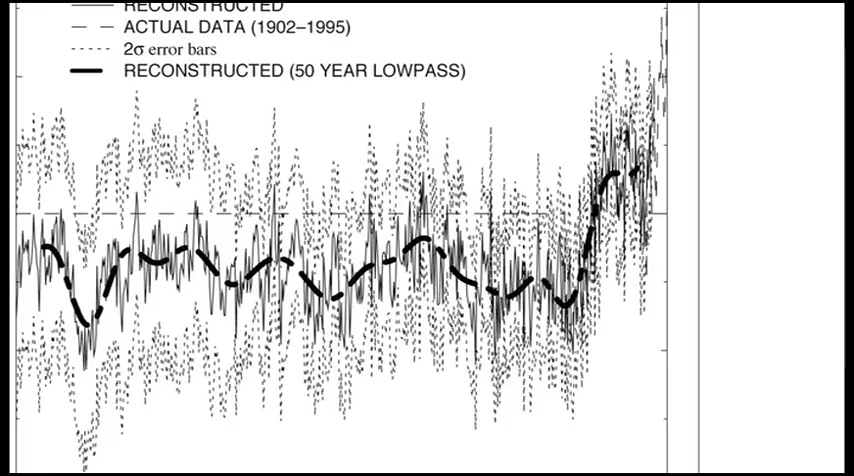 RECONSTRUCTED
ACTUAL DATA (1902–1995)
2σ error bars
RECONSTRUCTED (50 YEAR LOWPASS)